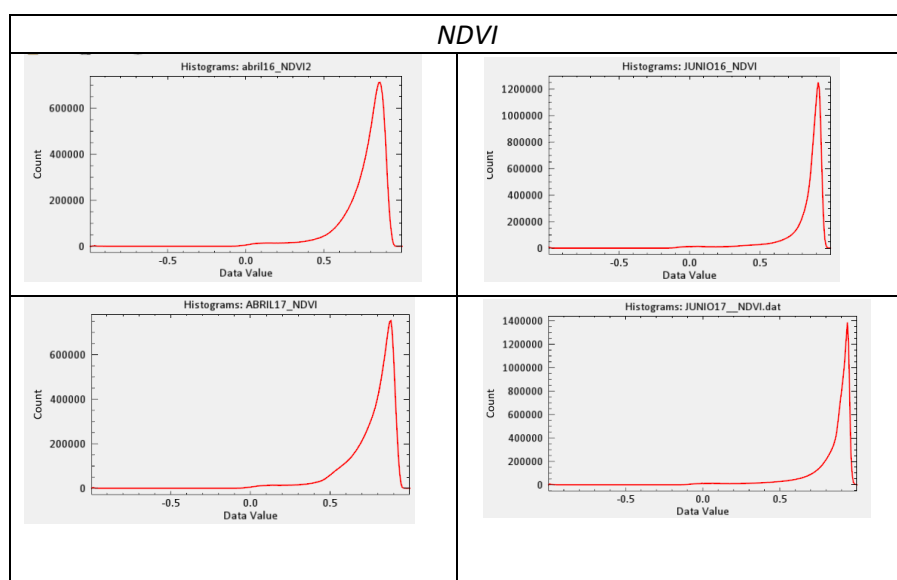 NDVI
Histograms: abril16_NDVI2
600000
400000
200000
0
Count
-0.5
0.0
0.5
Data Value
Histograms: JUNIO16_NDVI
1200000
1000000
800000
600000
400000
200000
0
Count
-0.5
0.0
0.5
Data Value
Histograms: ABRIL17_NDVI
600000
400000
200000
0
Count
-0.5
0.0
0.5
Data Value
Histograms: JUNIO17__NDVI.dat
1400000
1200000
1000000
800000
600000
400000
200000
0
Count
-0.5
0.0
0.5
Data Value